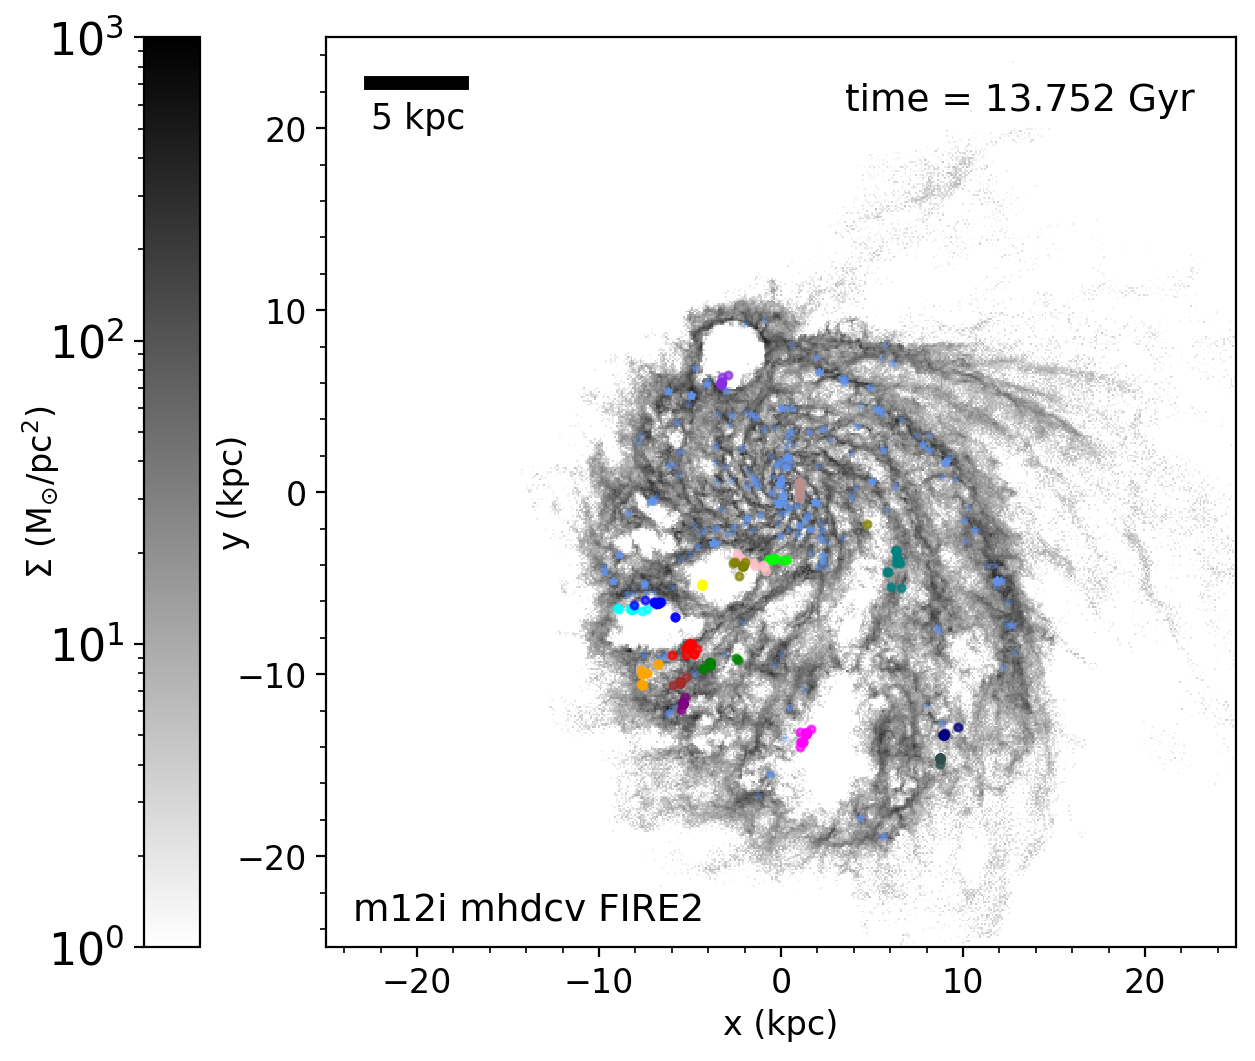 10³
10²
10¹
10⁰
Σ (M⊙/pc²)
5 kpc
time = 13.752 Gyr
m12i mhdcv FIRE2
20
10
0
−10
−20
y (kpc)
−20 −10 0 10 20
x (kpc)